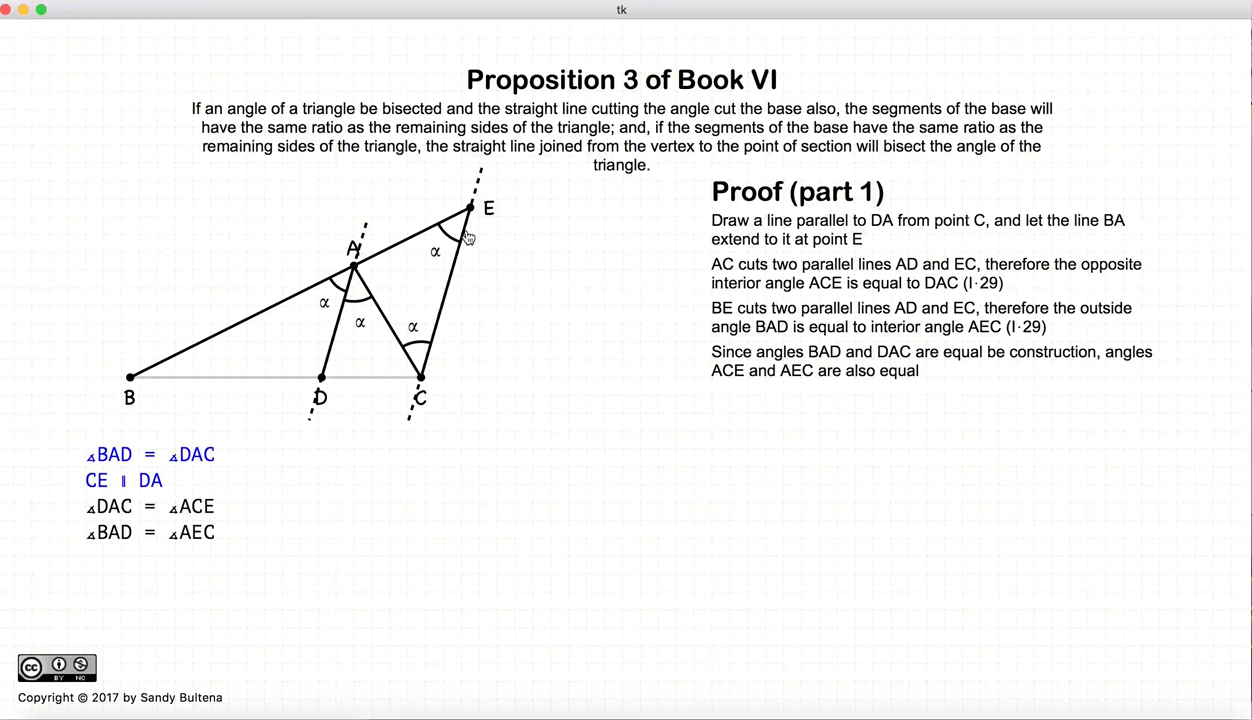 tk
Proposition 3 of Book VI
If an angle of a triangle be bisected and the straight line cutting the angle cut the base also, the segments of the base will
have the same ratio as the remaining sides of the triangle; and, if the segments of the base have the same ratio as the
remaining sides of the triangle, the straight line joined from the vertex to the point of section will bisect the angle of the
triangle.
Proof (part 1)
Draw a line parallel to DA from point C, and let the line BA
extend to it at point E
AC cuts two parallel lines AD and EC, therefore the opposite
interior angle ACE is equal to DAC (I·29)
BE cuts two parallel lines AD and EC, therefore the outside
angle BAD is equal to interior angle AEC (I·29)
Since angles BAD and DAC are equal be construction, angles
ACE and AEC are also equal
E
A
α
α
α
α
B
D
C
∡BAD = ∡DAC
CE ∥ DA
∡DAC = ∡ACE
∡BAD = ∡AEC
cc
BY NC
Copyright © 2017 by Sandy Bultena